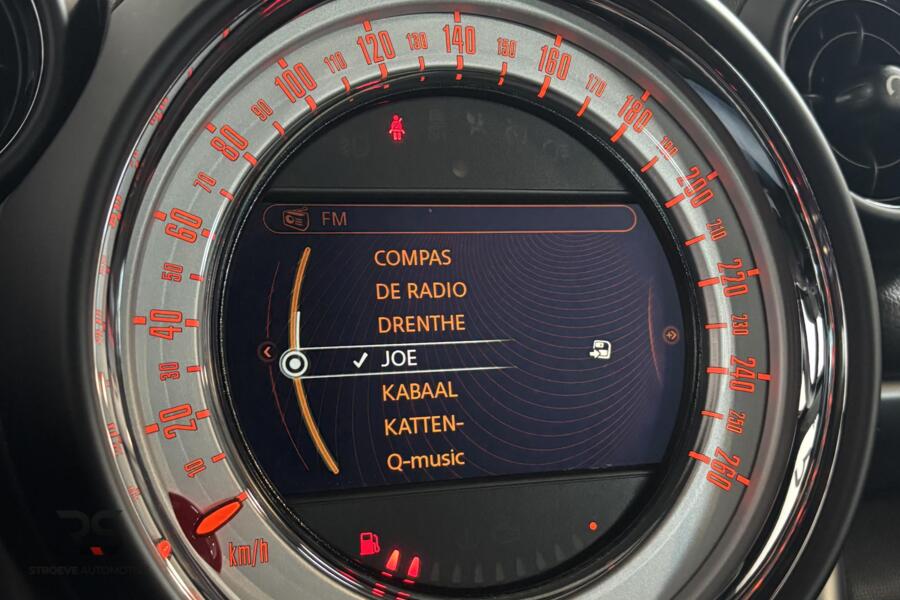 10
20
30
40
50
60
70
80
90
100
110
120
130
140
150
160
170
180
190
200
210
220
230
240
250
260
km/h
FM
COMPAS
DE RADIO
DRENTHE
JOE
KABAAL
KATTEN-
Q-music
RS
STROEVE AUTOMOTIVE